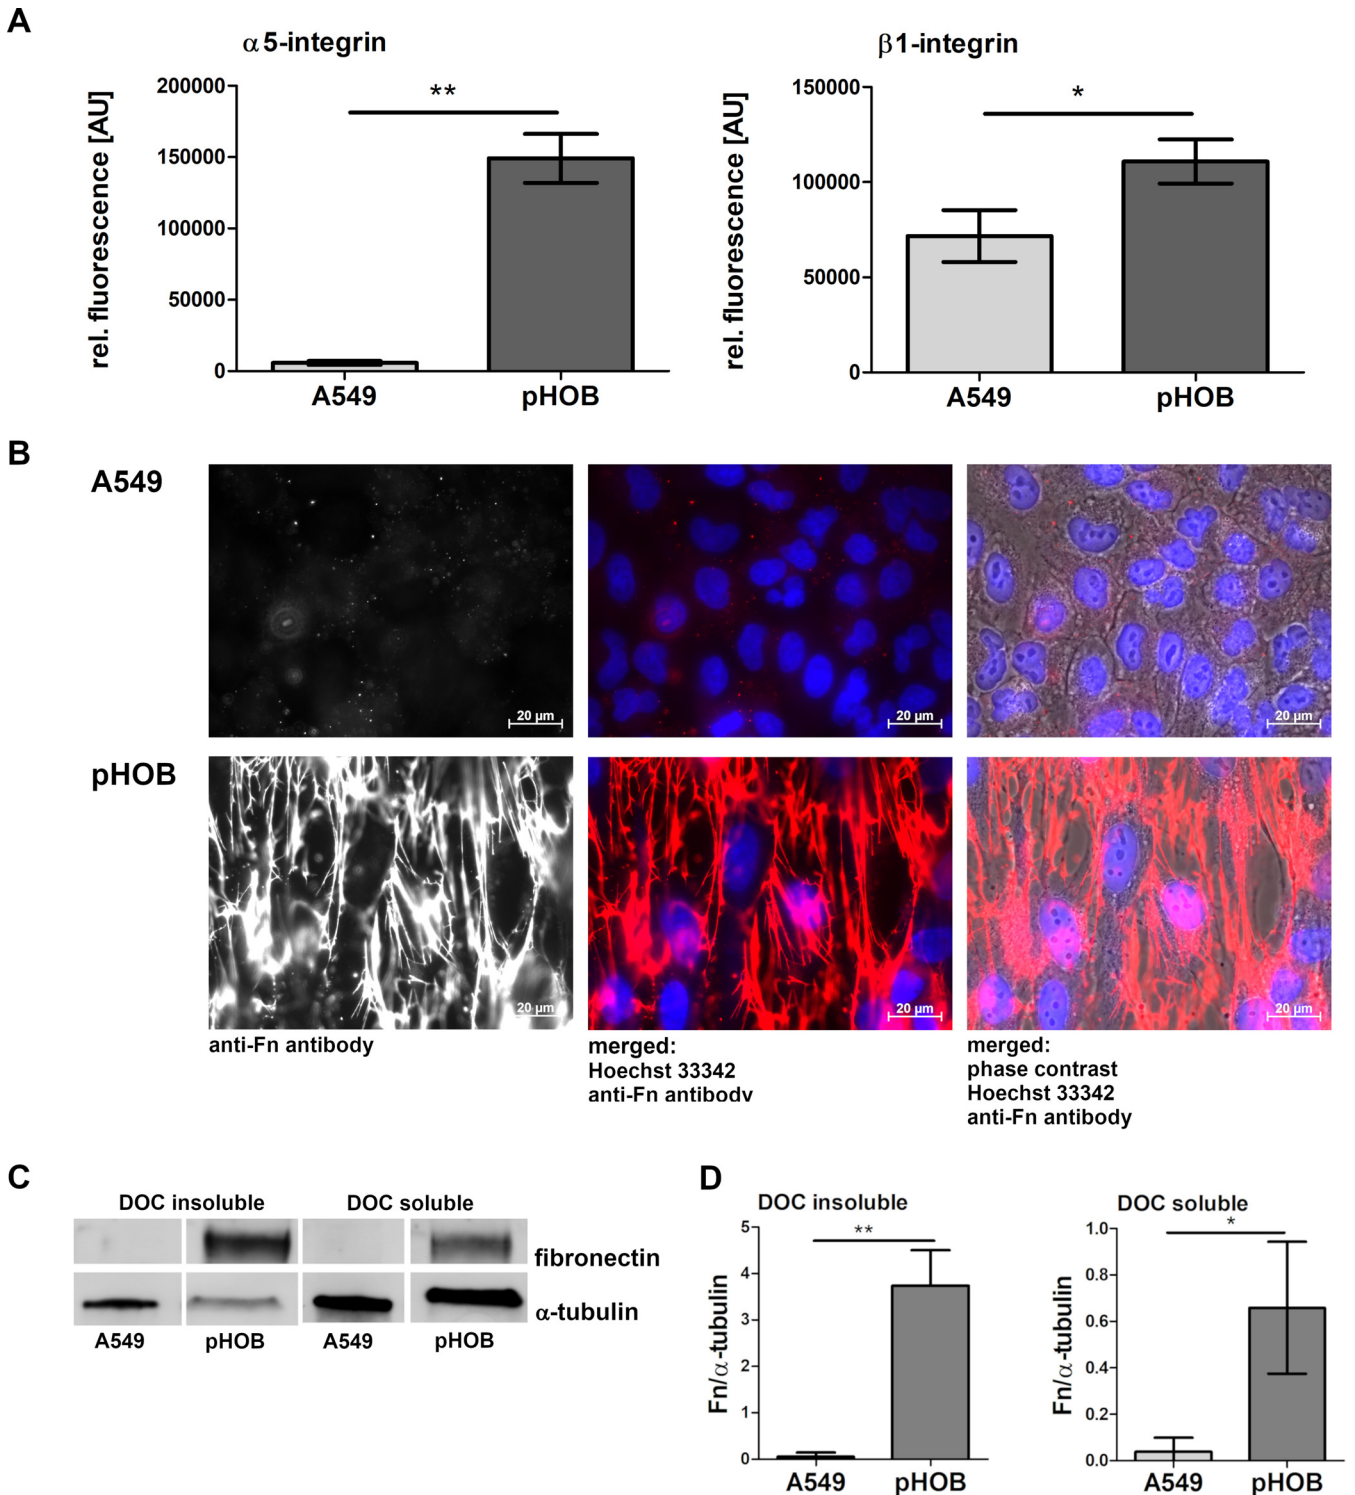 A
α5-integrin
rel. fluorescence [AU]
200000
150000
100000
50000
0
**
A549
pHOB
β1-integrin
rel. fluorescence [AU]
150000
100000
50000
0
*
A549
pHOB
B
A549
20 µm
20 µm
20 µm
pHOB
20 µm
20 µm
20 µm
anti-Fn antibody
merged:
Hoechst 33342
anti-Fn antibody
merged:
phase contrast
Hoechst 33342
anti-Fn antibody
C
DOC insoluble
DOC soluble
fibronectin
α-tubulin
A549
pHOB
A549
pHOB
D
DOC insoluble
Fn/α-tubulin
5
4
3
2
1
0
**
A549
pHOB
DOC soluble
Fn/α-tubulin
1.0
0.8
0.6
0.4
0.2
0.0
*
A549
pHOB